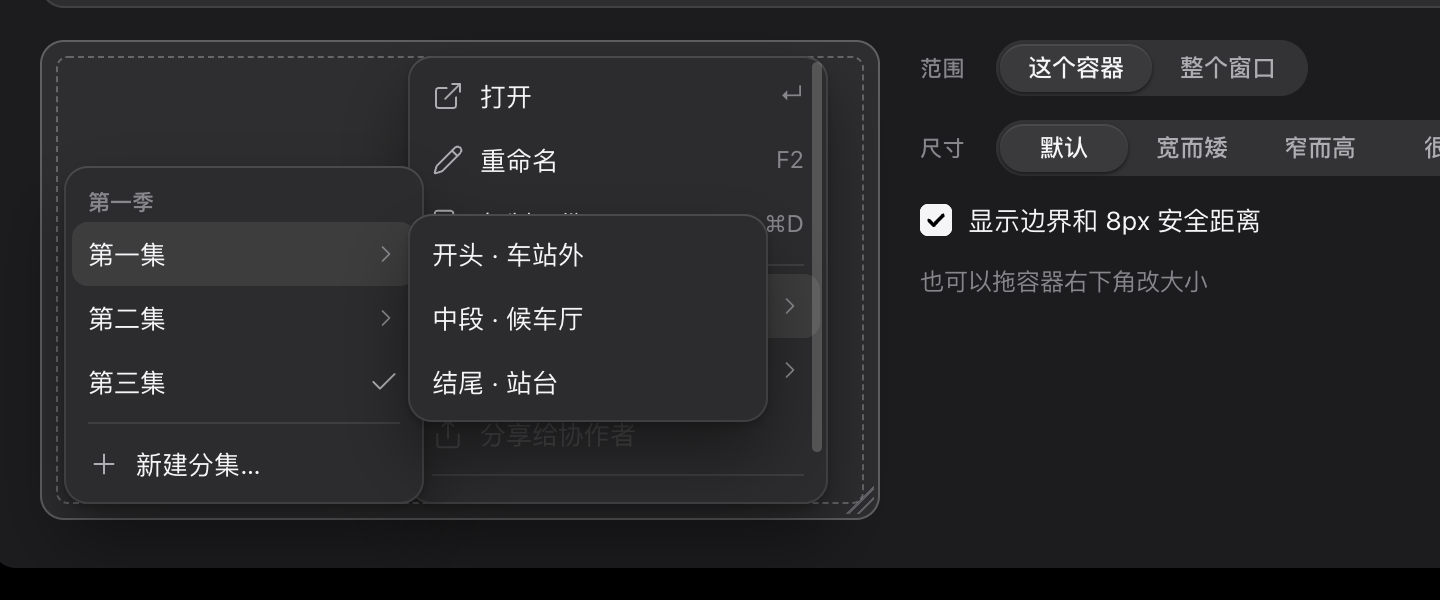 打开 ↵
重命名 F2
⌘D
第一季
第一集
第二集
第三集
新建分集...
开头 · 车站外
中段 · 候车厅
结尾 · 站台
分享给协作者
范围 这个容器 整个窗口
尺寸 默认 宽而矮 窄而高
显示边界和 8px 安全距离
也可以拖容器右下角改大小